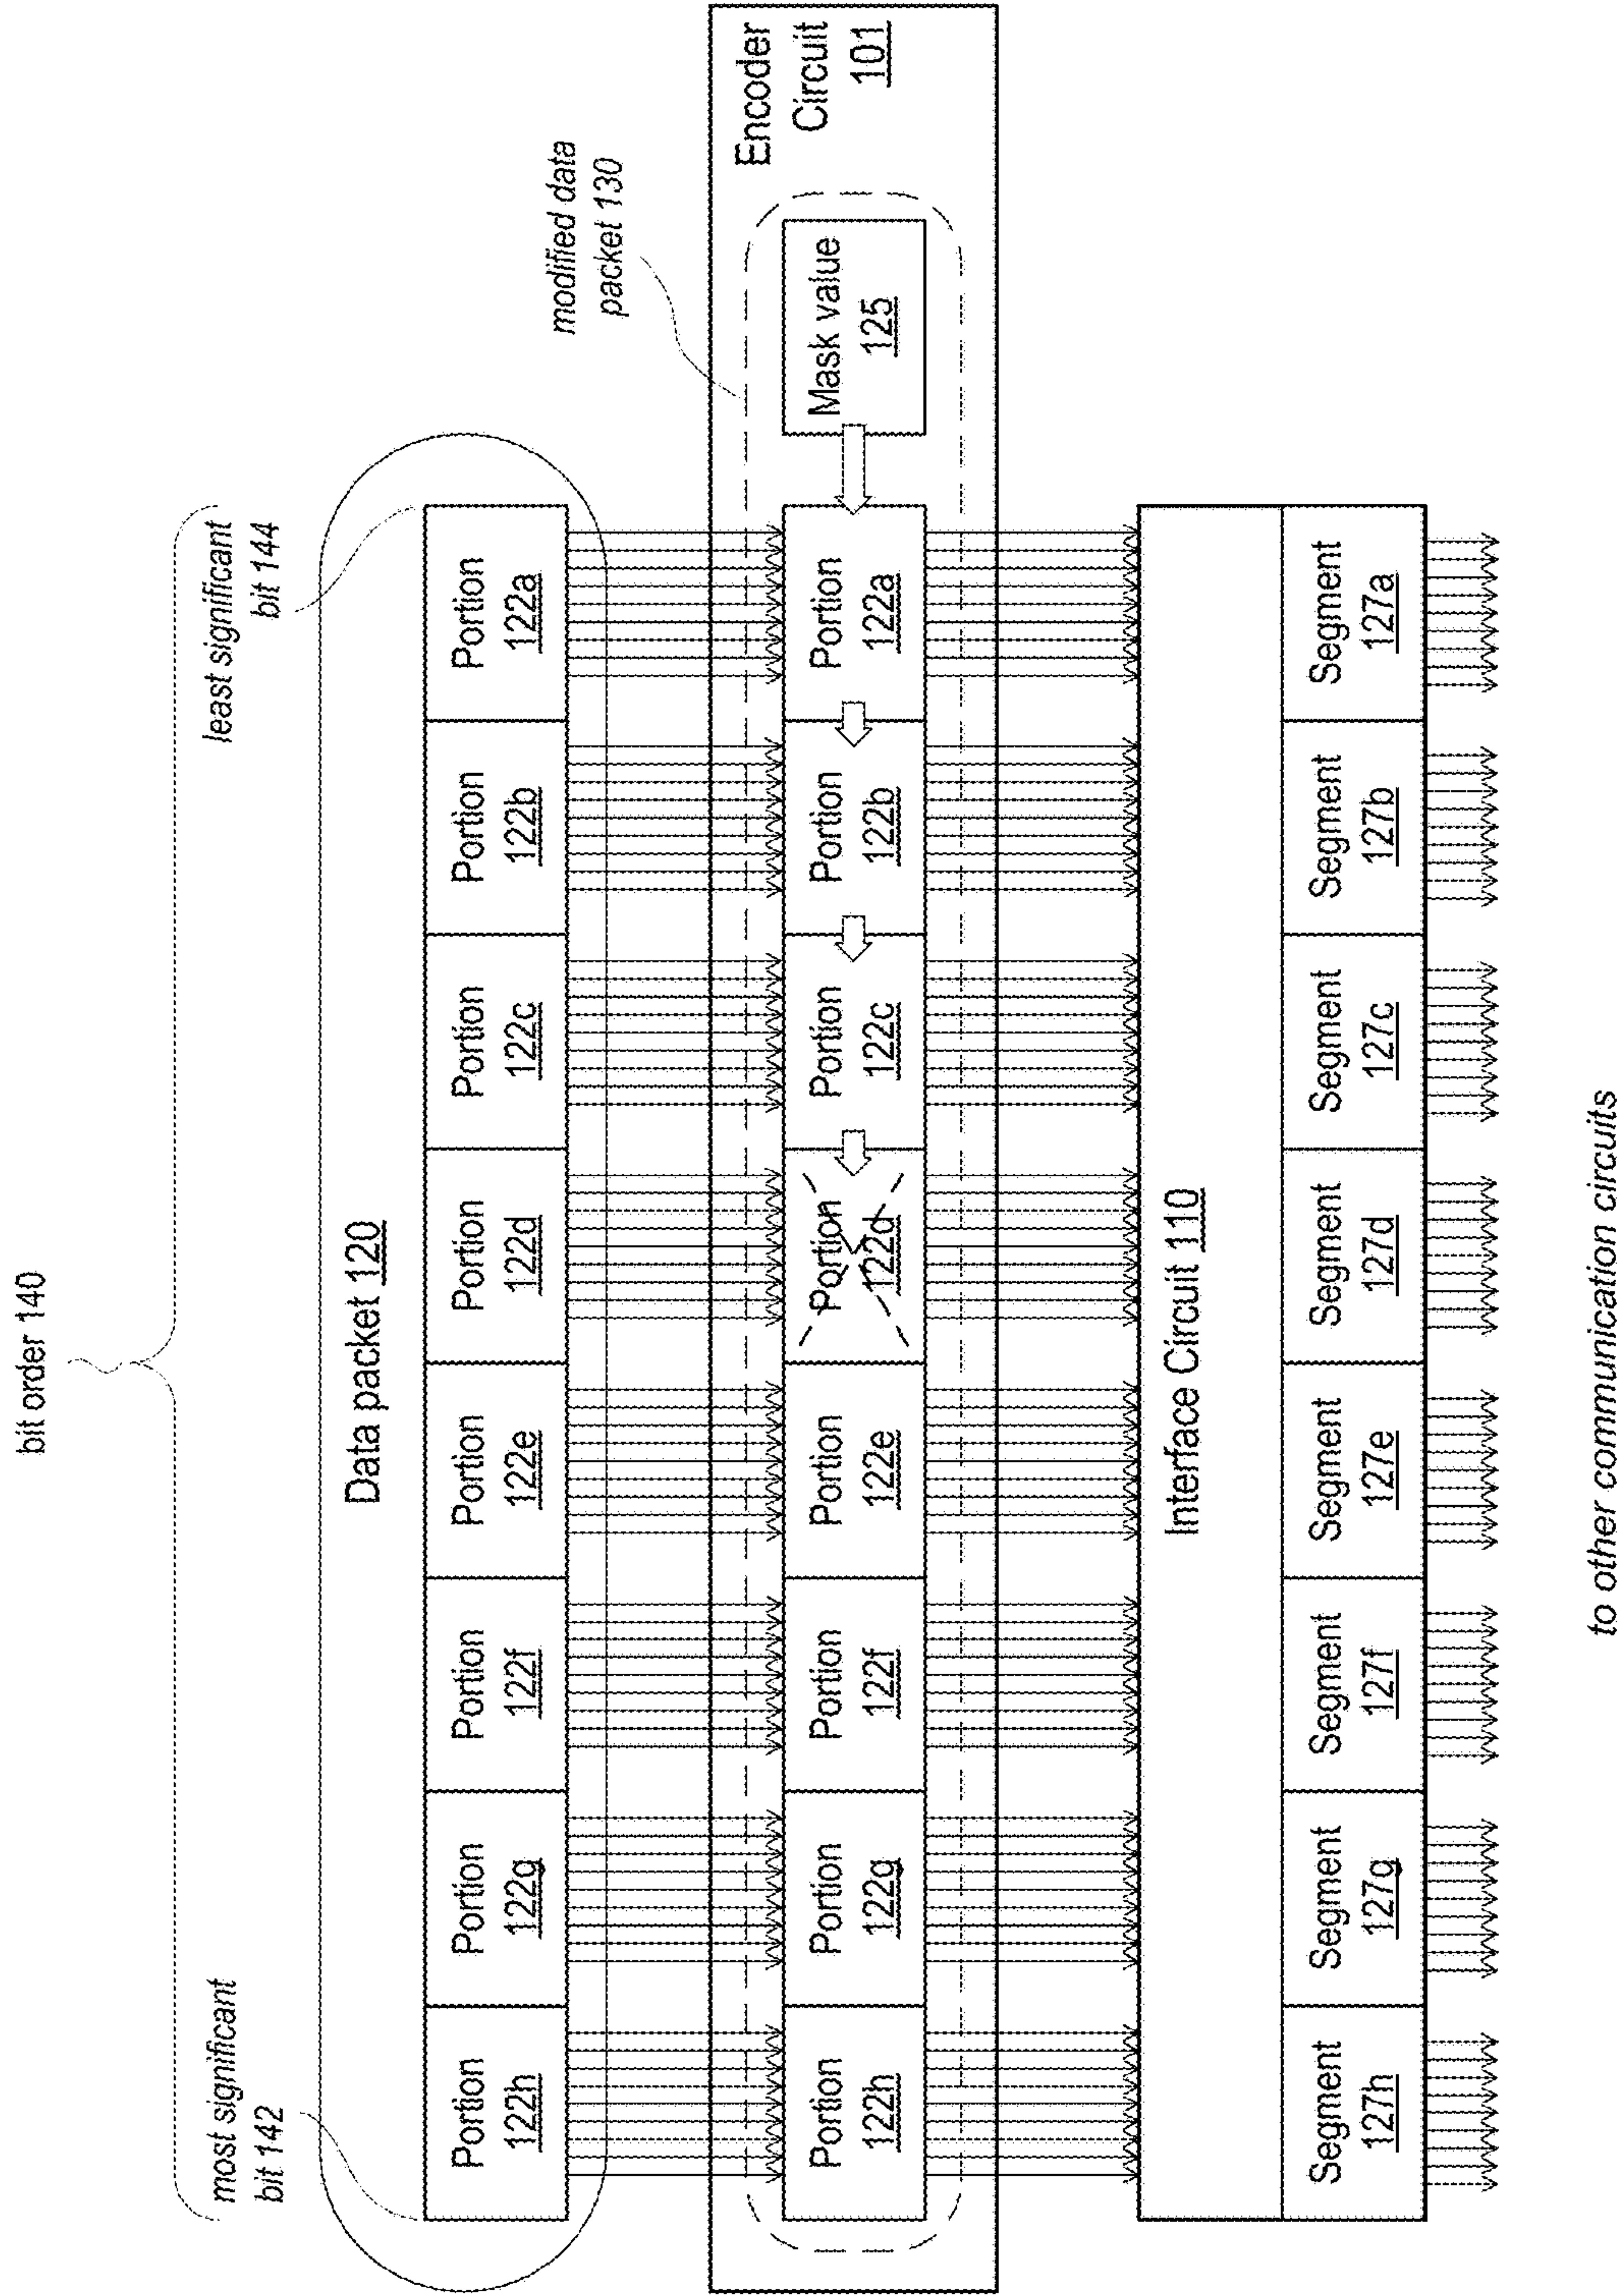 bit order 140
most significant
bit 142
least significant
bit 144
Data packet 120
Portion
122h
Portion
122g
Portion
122f
Portion
122e
Portion
122d
Portion
122c
Portion
122b
Portion
122a
modified data
packet 130
Encoder
Circuit
101
Portion
122h
Portion
122g
Portion
122f
Portion
122e
Portion
122d
Portion
122c
Portion
122b
Portion
122a
Mask value
125
Interface Circuit 110
Segment
127h
Segment
127g
Segment
127f
Segment
127e
Segment
127d
Segment
127c
Segment
127b
Segment
127a
to other communication circuits